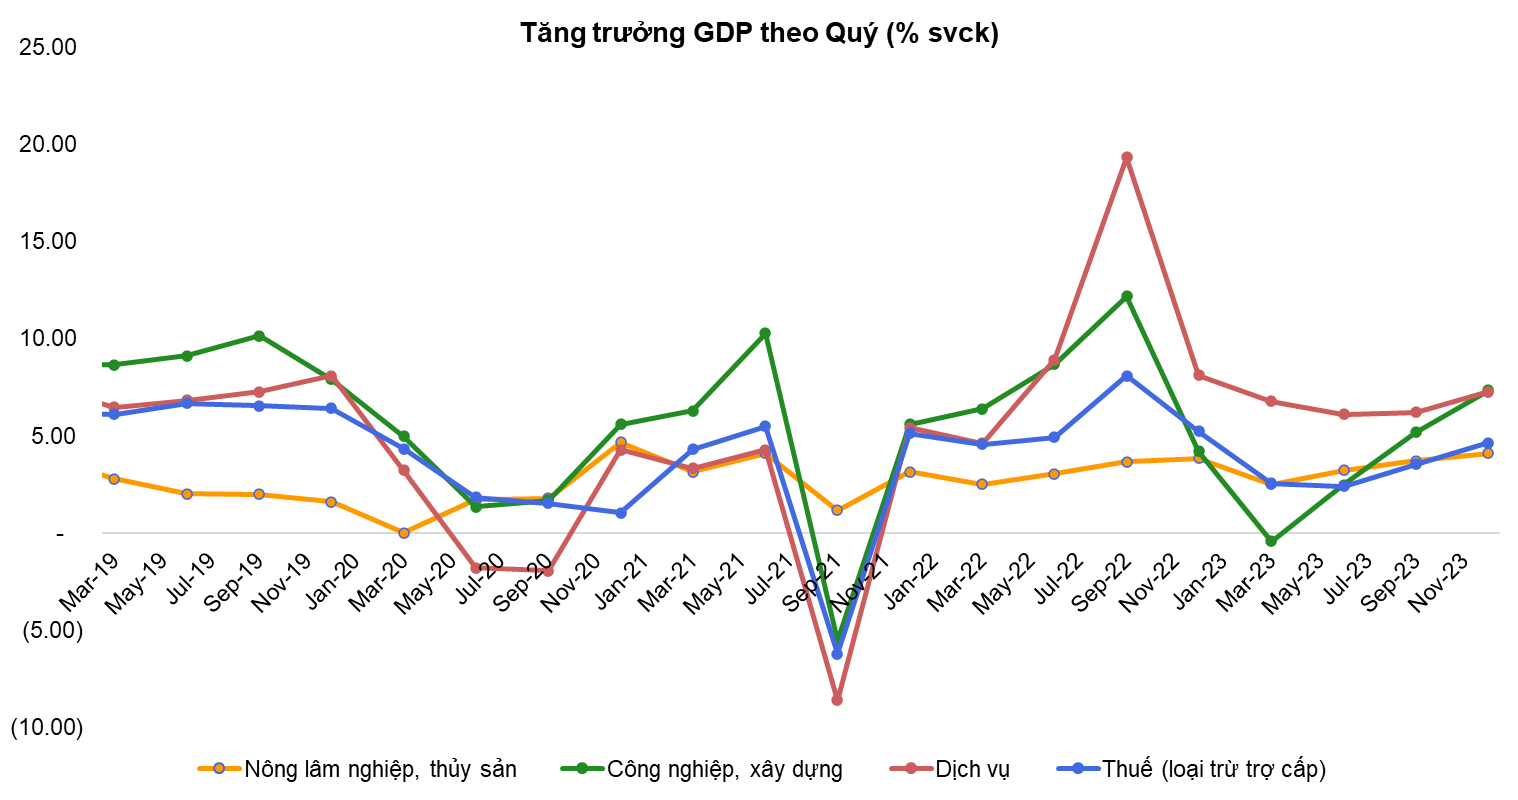 Tăng trưởng GDP theo Quý (% svck)
25.00
20.00
15.00
10.00
5.00
-
(5.00)
(10.00)
Mar-19 May-19 Jul-19 Sep-19 Nov-19 Jan-20 Mar-20 May-20 Jul-20 Sep-20 Nov-20 Jan-21 Mar-21 May-21 Jul-21 Sep-21 Nov-21 Jan-22 Mar-22 May-22 Jul-22 Sep-22 Nov-22 Jan-23 Mar-23 May-23 Jul-23 Sep-23 Nov-23
Nông lâm nghiệp, thủy sản Công nghiệp, xây dựng Dịch vụ Thuế (loại trừ trợ cấp)